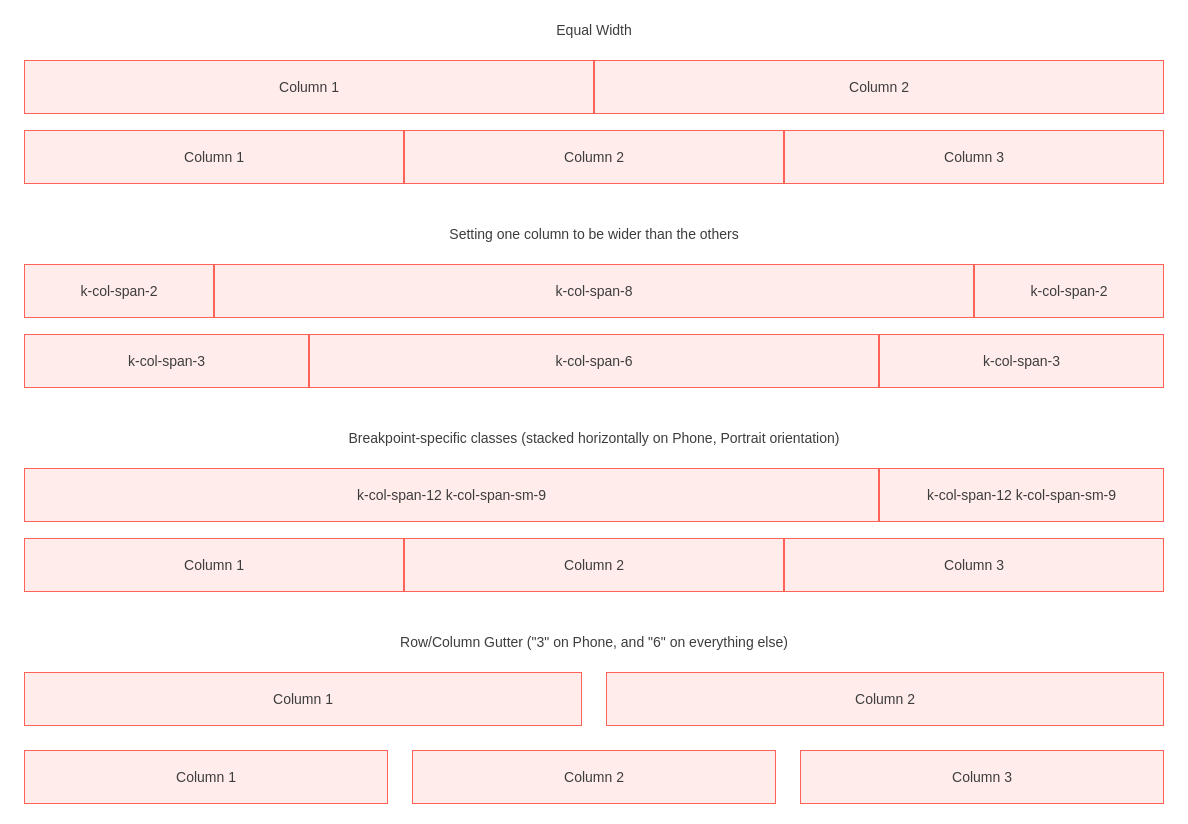 Equal Width
Column 1 Column 2
Column 1 Column 2 Column 3
Setting one column to be wider than the others
k-col-span-2 k-col-span-8 k-col-span-2
k-col-span-3 k-col-span-6 k-col-span-3
Breakpoint-specific classes (stacked horizontally on Phone, Portrait orientation)
k-col-span-12 k-col-span-sm-9 k-col-span-12 k-col-span-sm-9
Column 1 Column 2 Column 3
Row/Column Gutter ("3" on Phone, and "6" on everything else)
Column 1 Column 2
Column 1 Column 2 Column 3